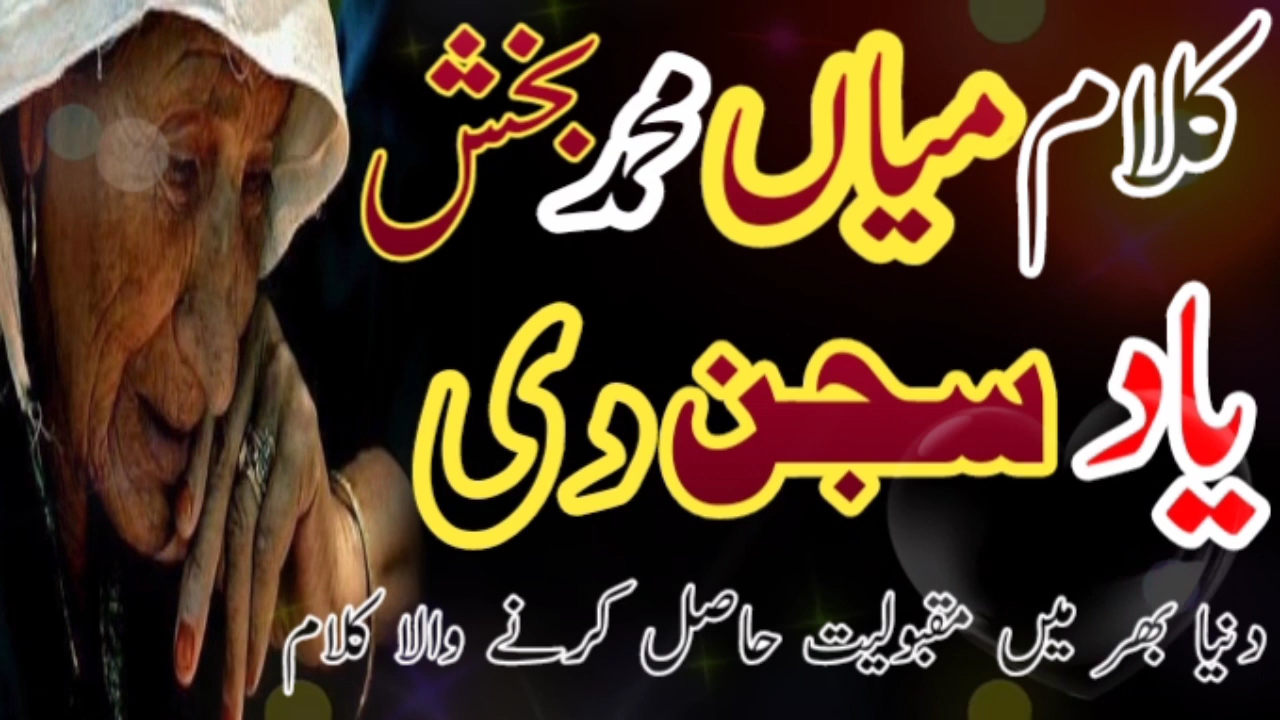 کلام میاں محمد بخش
یاد سجن دی
دنیا بھر میں مقبولیت حاصل کرنے والا کلام